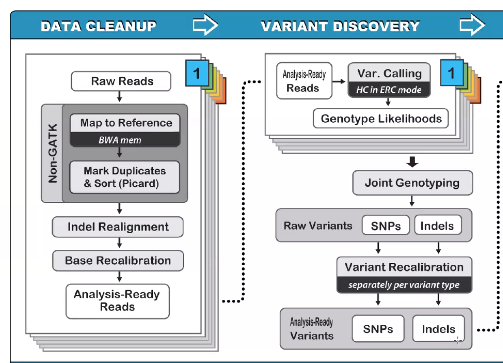 DATA CLEANUP
VARIANT DISCOVERY
1
Raw Reads
Non-GATK
Map to Reference
BWA mem
Mark Duplicates
& Sort (Picard)
Indel Realignment
Base Recalibration
Analysis-Ready
Reads
1
Analysis-Ready
Reads
Var. Calling
HC in ERC mode
Genotype Likelihoods
Joint Genotyping
Raw Variants
SNPs
Indels
Variant Recalibration
separately per variant type
Analysis-Ready
Variants
SNPs
Indels